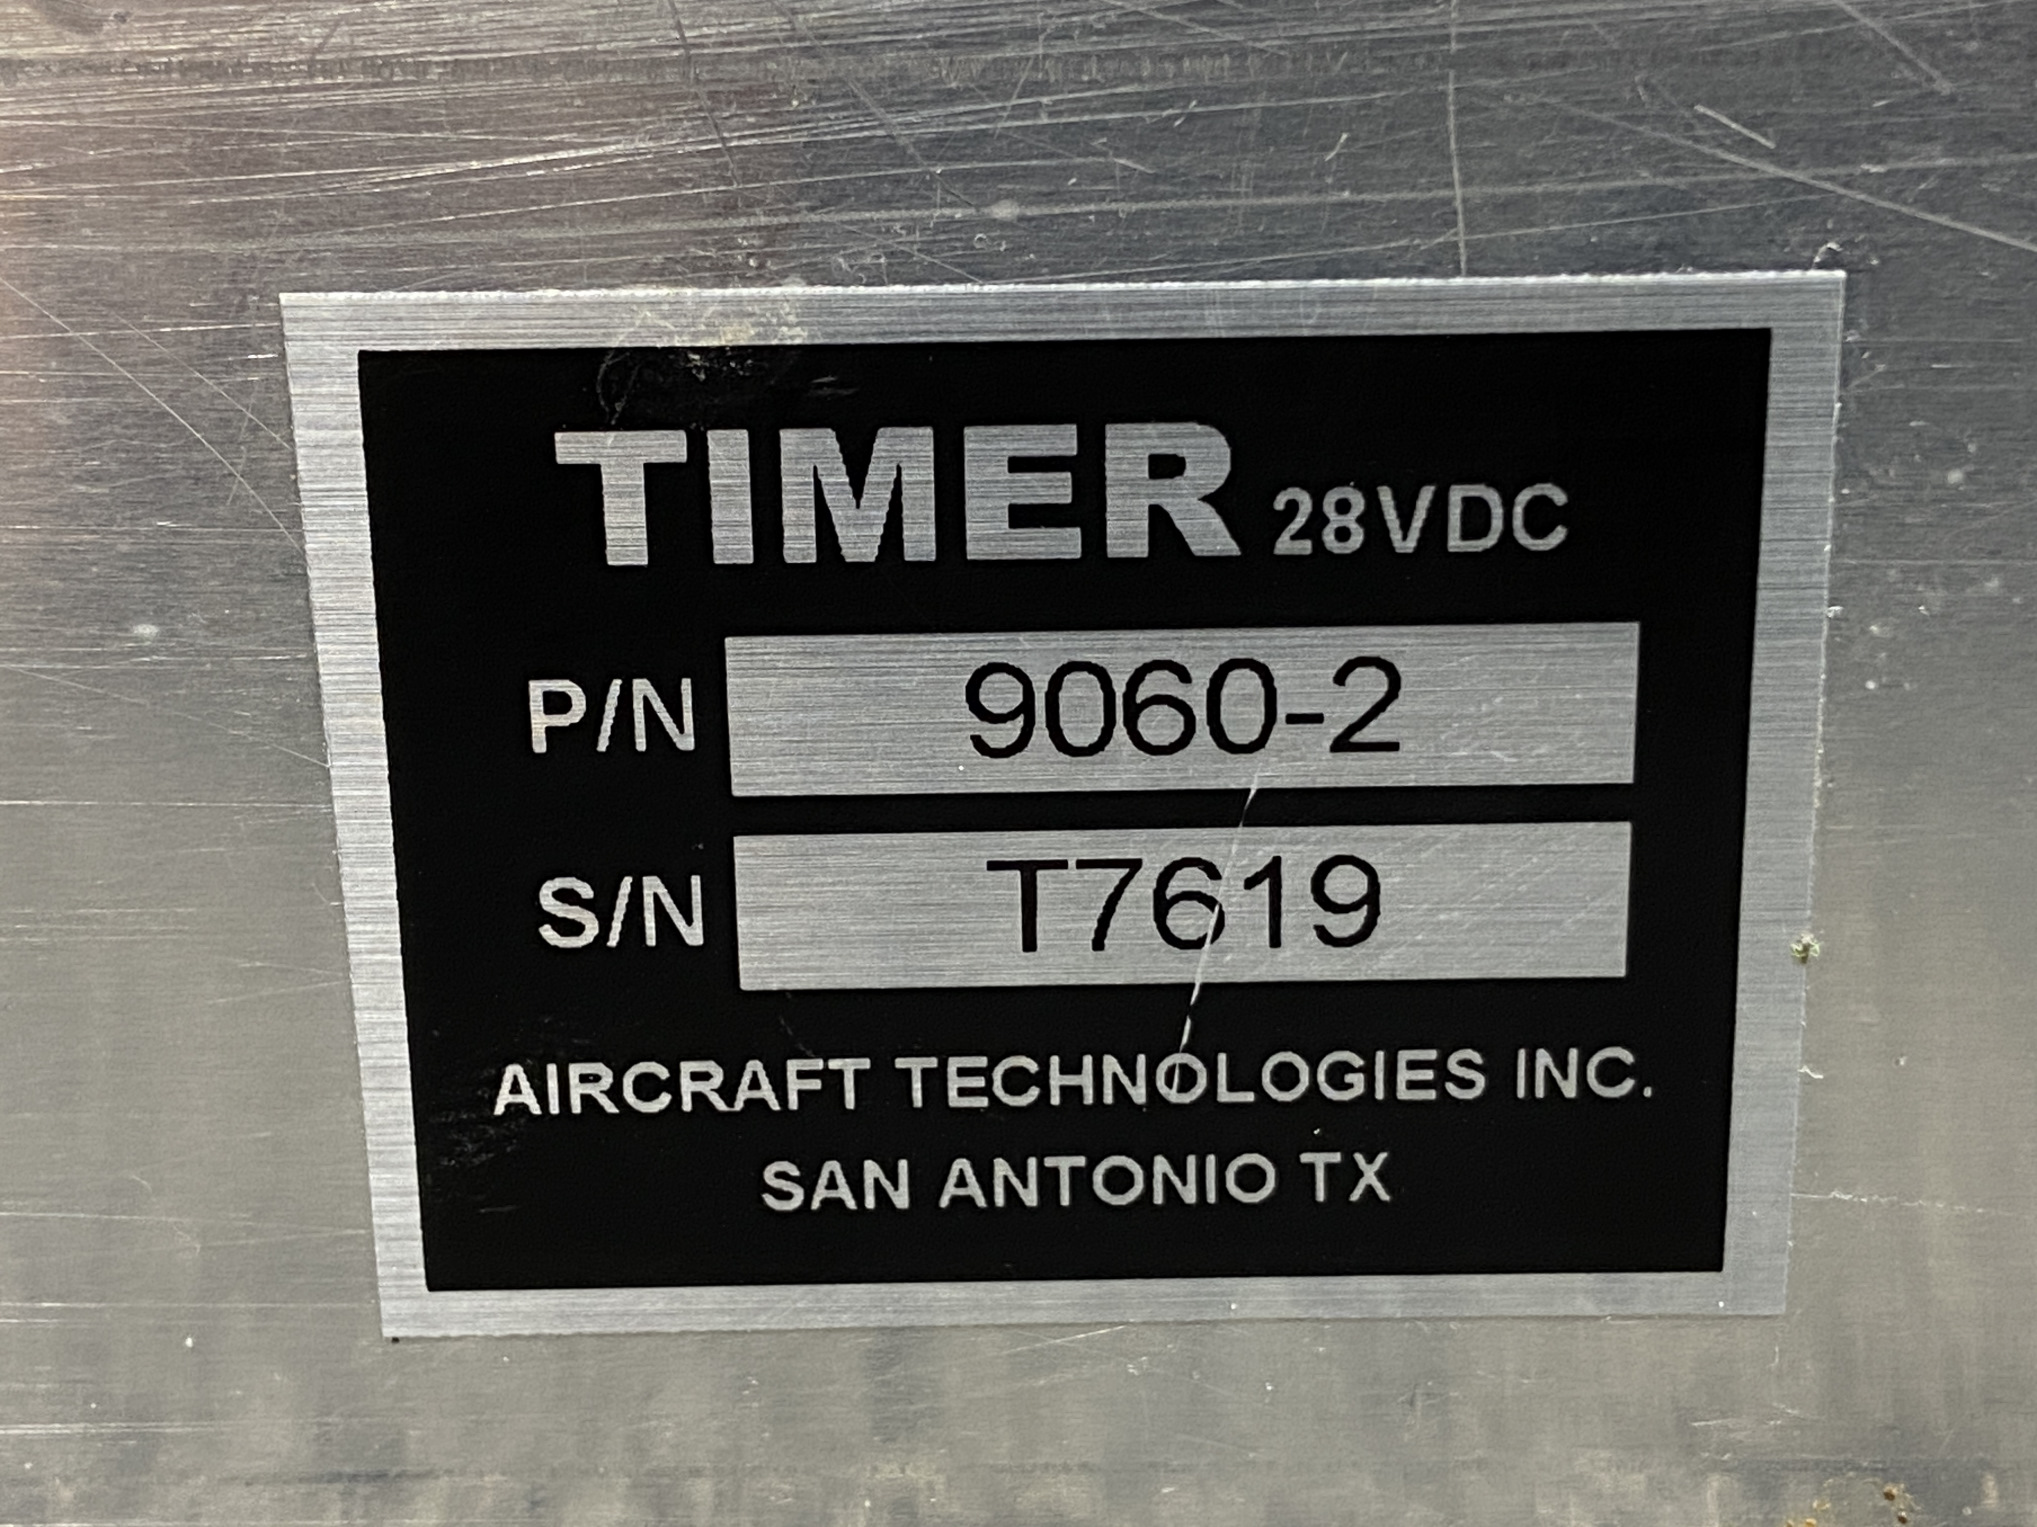 TIMER 28VDC
P/N 9060-2
S/N T7619
AIRCRAFT TECHNOLOGIES INC.
SAN ANTONIO TX